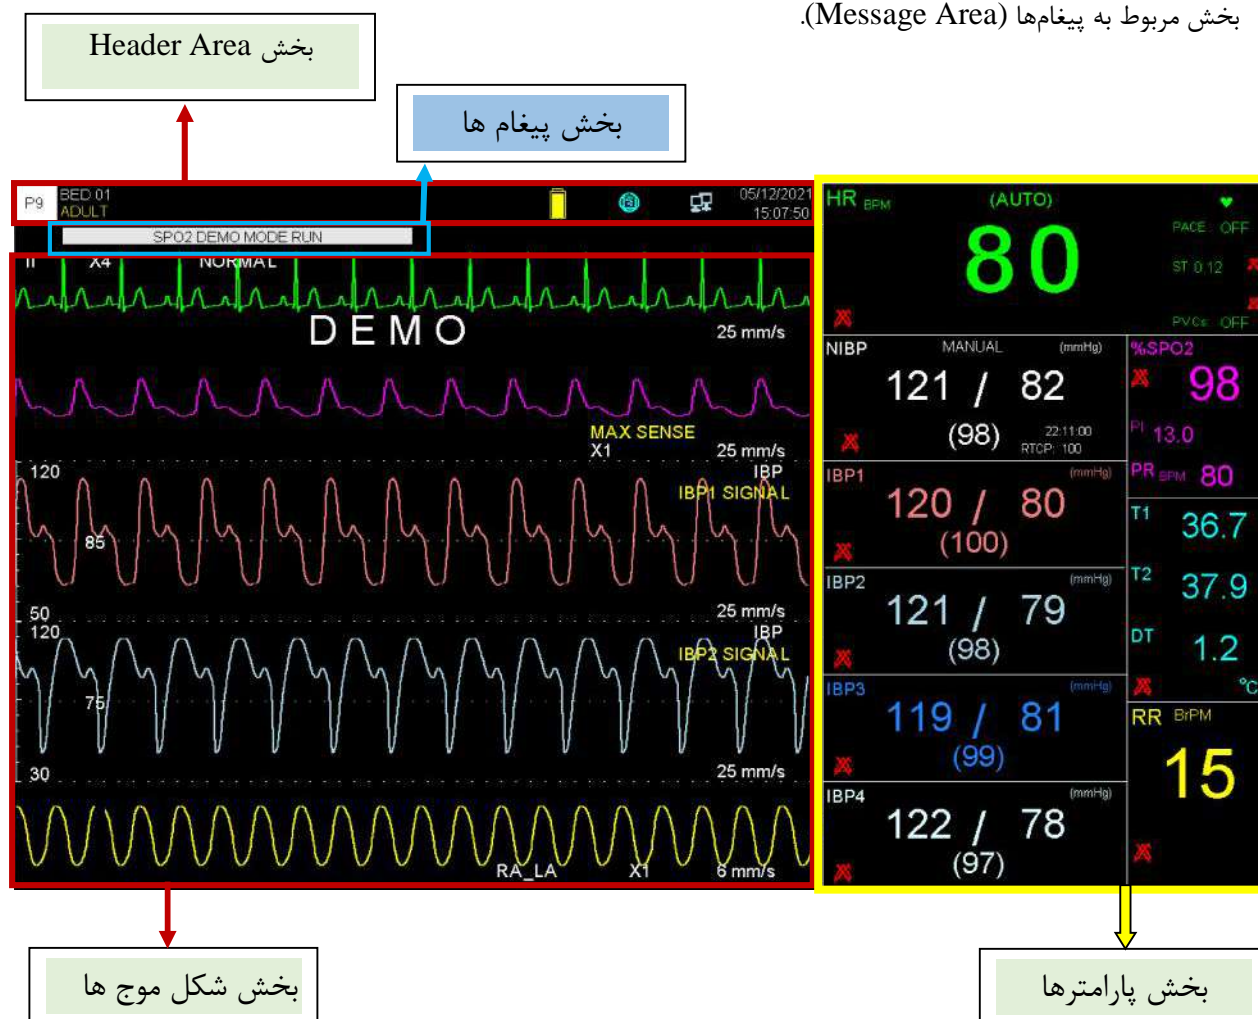 بخش مربوط به پیغام‌ها (Message Area).
بخش Header Area
بخش پیغام ها
P9
BED 01
ADULT
05/12/2021
15:07:50
SPO2 DEMO MODE RUN
II X4 NORMAL
DEMO
25 mm/s
MAX SENSE
X1
25 mm/s
120
IBP
IBP1 SIGNAL
85
50
25 mm/s
120
IBP
IBP2 SIGNAL
75
30
25 mm/s
RA_LA X1 6 mm/s
HR BPM (AUTO)
80
PACE: OFF
ST 0.12
PVCs: OFF
NIBP MANUAL (mmHg)
121 / 82
(98)
22:11:00
RTCP: 100
%SPO2
98
PI 13.0
PR BPM 80
IBP1 (mmHg)
120 / 80
(100)
T1 36.7
T2 37.9
DT 1.2
°C
IBP2 (mmHg)
121 / 79
(98)
IBP3 (mmHg)
119 / 81
(99)
RR BrPM
15
IBP4 (mmHg)
122 / 78
(97)
بخش شکل موج ها
بخش پارامترها